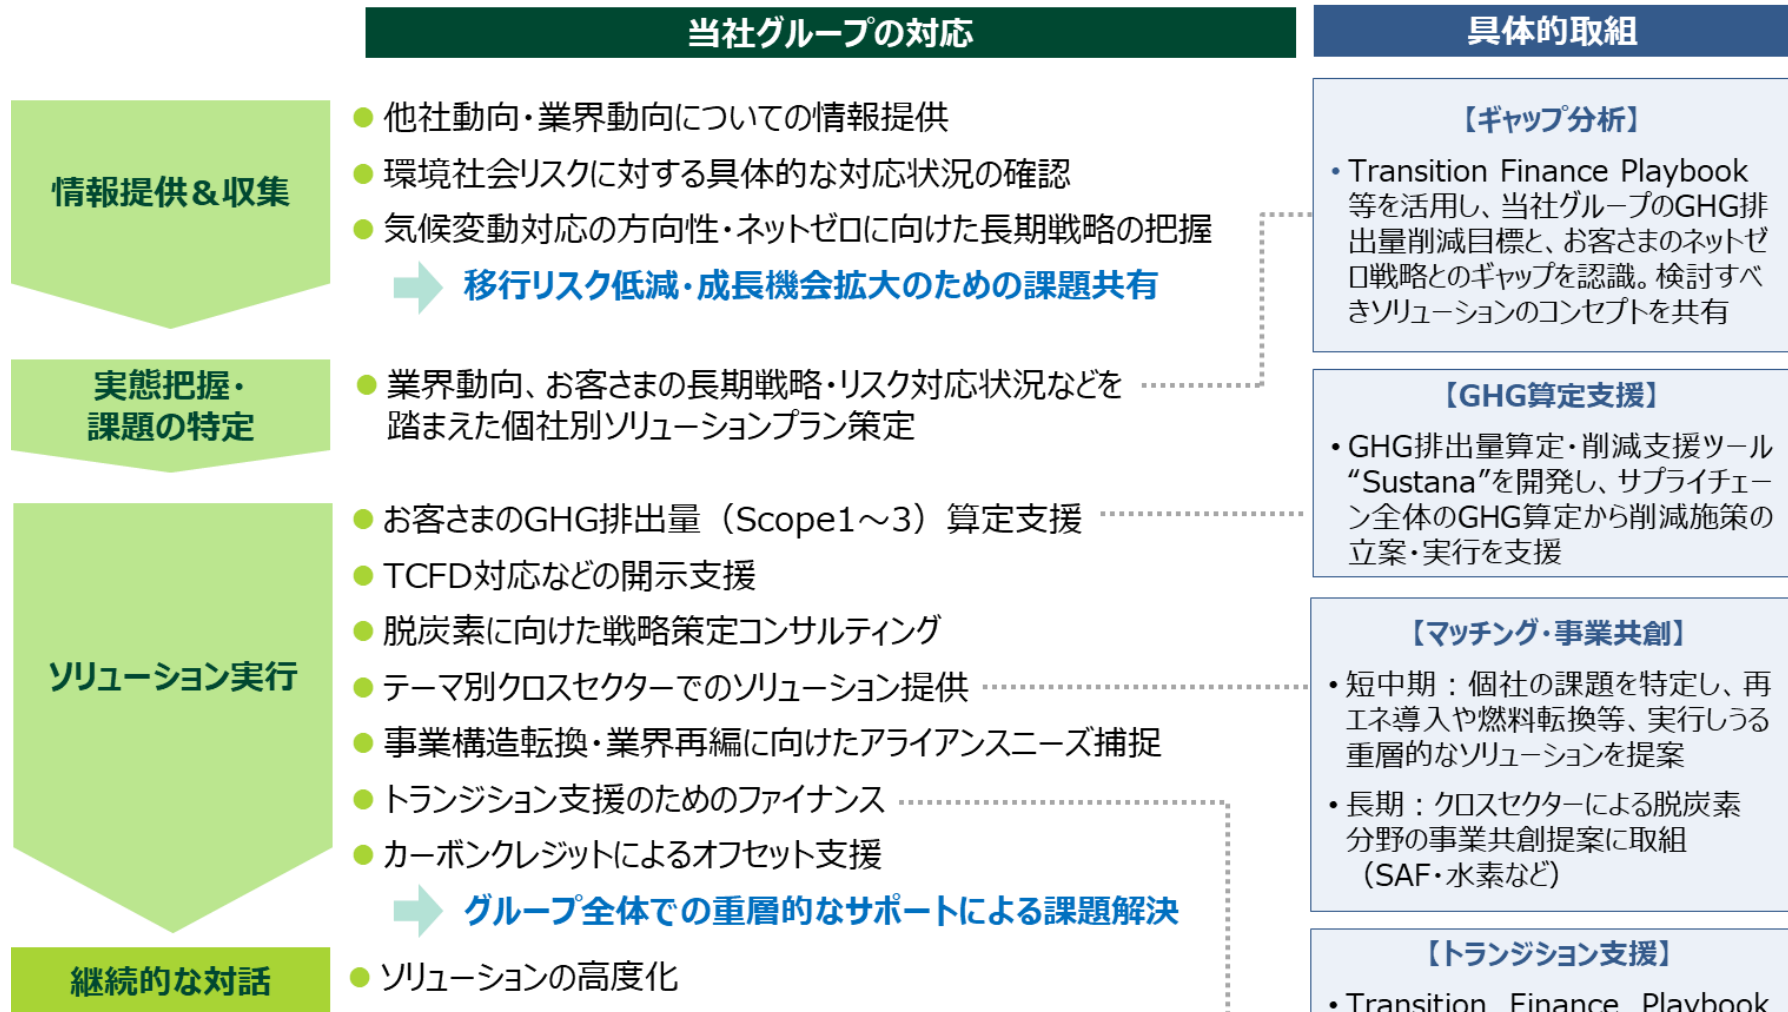 当社グループの対応
具体的取組
情報提供&収集
● 他社動向・業界動向についての情報提供
● 環境社会リスクに対する具体的な対応状況の確認
● 気候変動対応の方向性・ネットゼロに向けた長期戦略の把握
移行リスク低減・成長機会拡大のための課題共有
実態把握・
課題の特定
● 業界動向、お客さまの長期戦略・リスク対応状況などを
踏まえた個社別ソリューションプラン策定
ソリューション実行
● お客さまのGHG排出量（Scope1～3）算定支援
● TCFD対応などの開示支援
● 脱炭素に向けた戦略策定コンサルティング
● テーマ別クロスセクターでのソリューション提供
● 事業構造転換・業界再編に向けたアライアンスニーズ捕捉
● トランジション支援のためのファイナンス
● カーボンクレジットによるオフセット支援
グループ全体での重層的なサポートによる課題解決
継続的な対話
● ソリューションの高度化
【ギャップ分析】
• Transition Finance Playbook
等を活用し、当社グループのGHG排
出量削減目標と、お客さまのネットゼ
ロ戦略とのギャップを認識。検討すべ
きソリューションのコンセプトを共有
【GHG算定支援】
• GHG排出量算定・削減支援ツール
“Sustana”を開発し、サプライチェー
ン全体のGHG算定から削減施策の
立案・実行を支援
【マッチング・事業共創】
• 短中期：個社の課題を特定し、再
エネ導入や燃料転換等、実行しうる
重層的なソリューションを提案
• 長期：クロスセクターによる脱炭素
分野の事業共創提案に取組
（SAF・水素など）
【トランジション支援】
• Transition Finance Playbook